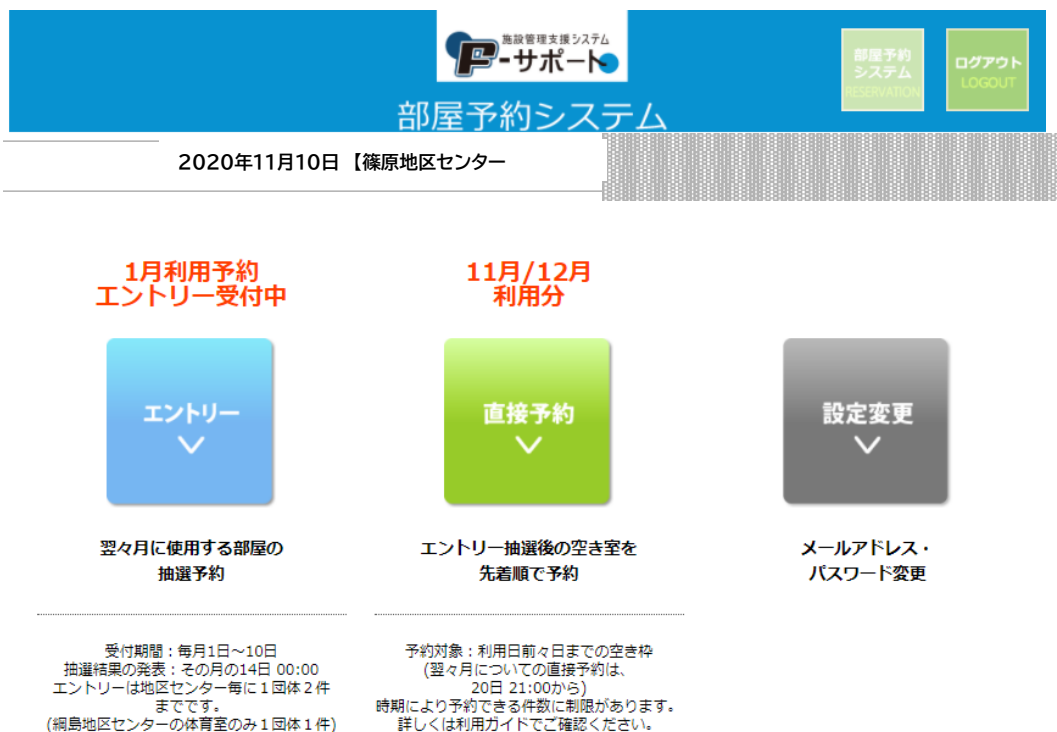 施設管理支援システム
P-サポート
部屋予約システム
部屋予約
システム
RESERVATION
ログアウト
LOGOUT
2020年11月10日 【篠原地区センター
1月利用予約
エントリー受付中
エントリー
翌々月に使用する部屋の
抽選予約
受付期間：毎月1日～10日
抽選結果の発表：その月の14日 00:00
エントリーは地区センター毎に１団体２件
までです。
(綱島地区センターの体育室のみ１団体１件)
11月/12月
利用分
直接予約
エントリー抽選後の空き室を
先着順で予約
予約対象：利用日前々日までの空き枠
(翌々月についての直接予約は、
20日 21:00から)
時期により予約できる件数に制限があります。
詳しくは利用ガイドでご確認ください。
設定変更
メールアドレス・
パスワード変更